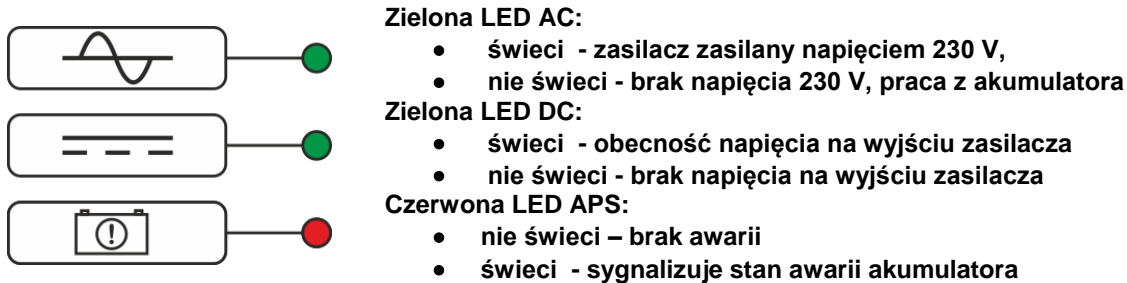 Zielona LED AC:
● świeci - zasilacz zasilany napięciem 230 V,
● nie świeci - brak napięcia 230 V, praca z akumulatora
Zielona LED DC:
● świeci - obecność napięcia na wyjściu zasilacza
● nie świeci - brak napięcia na wyjściu zasilacza
Czerwona LED APS:
● nie świeci – brak awarii
● świeci - sygnalizuje stan awarii akumulatora